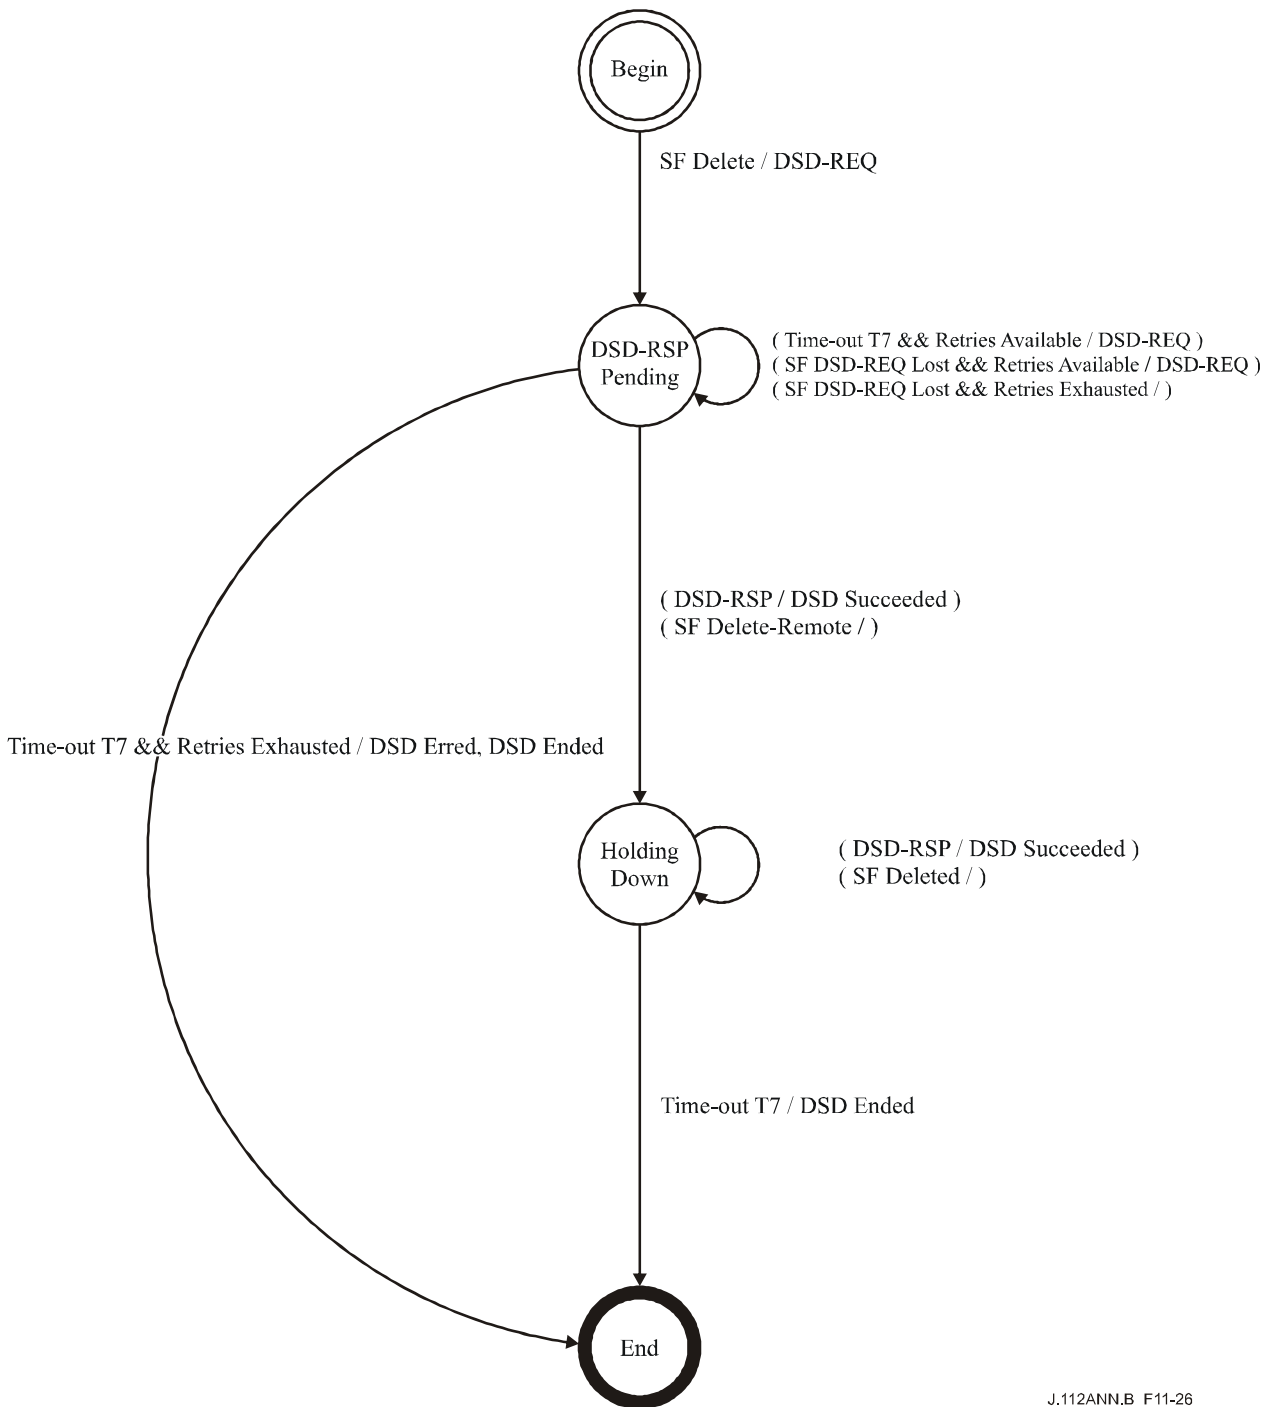 Begin
SF Delete / DSD-REQ
DSD-RSP
Pending
( Time-out T7 && Retries Available / DSD-REQ )
( SF DSD-REQ Lost && Retries Available / DSD-REQ )
( SF DSD-REQ Lost && Retries Exhausted / )
( DSD-RSP / DSD Succeeded )
( SF Delete-Remote / )
Time-out T7 && Retries Exhausted / DSD Erred, DSD Ended
Holding
Down
( DSD-RSP / DSD Succeeded )
( SF Deleted / )
Time-out T7 / DSD Ended
End
J.112ANN.B F11-26